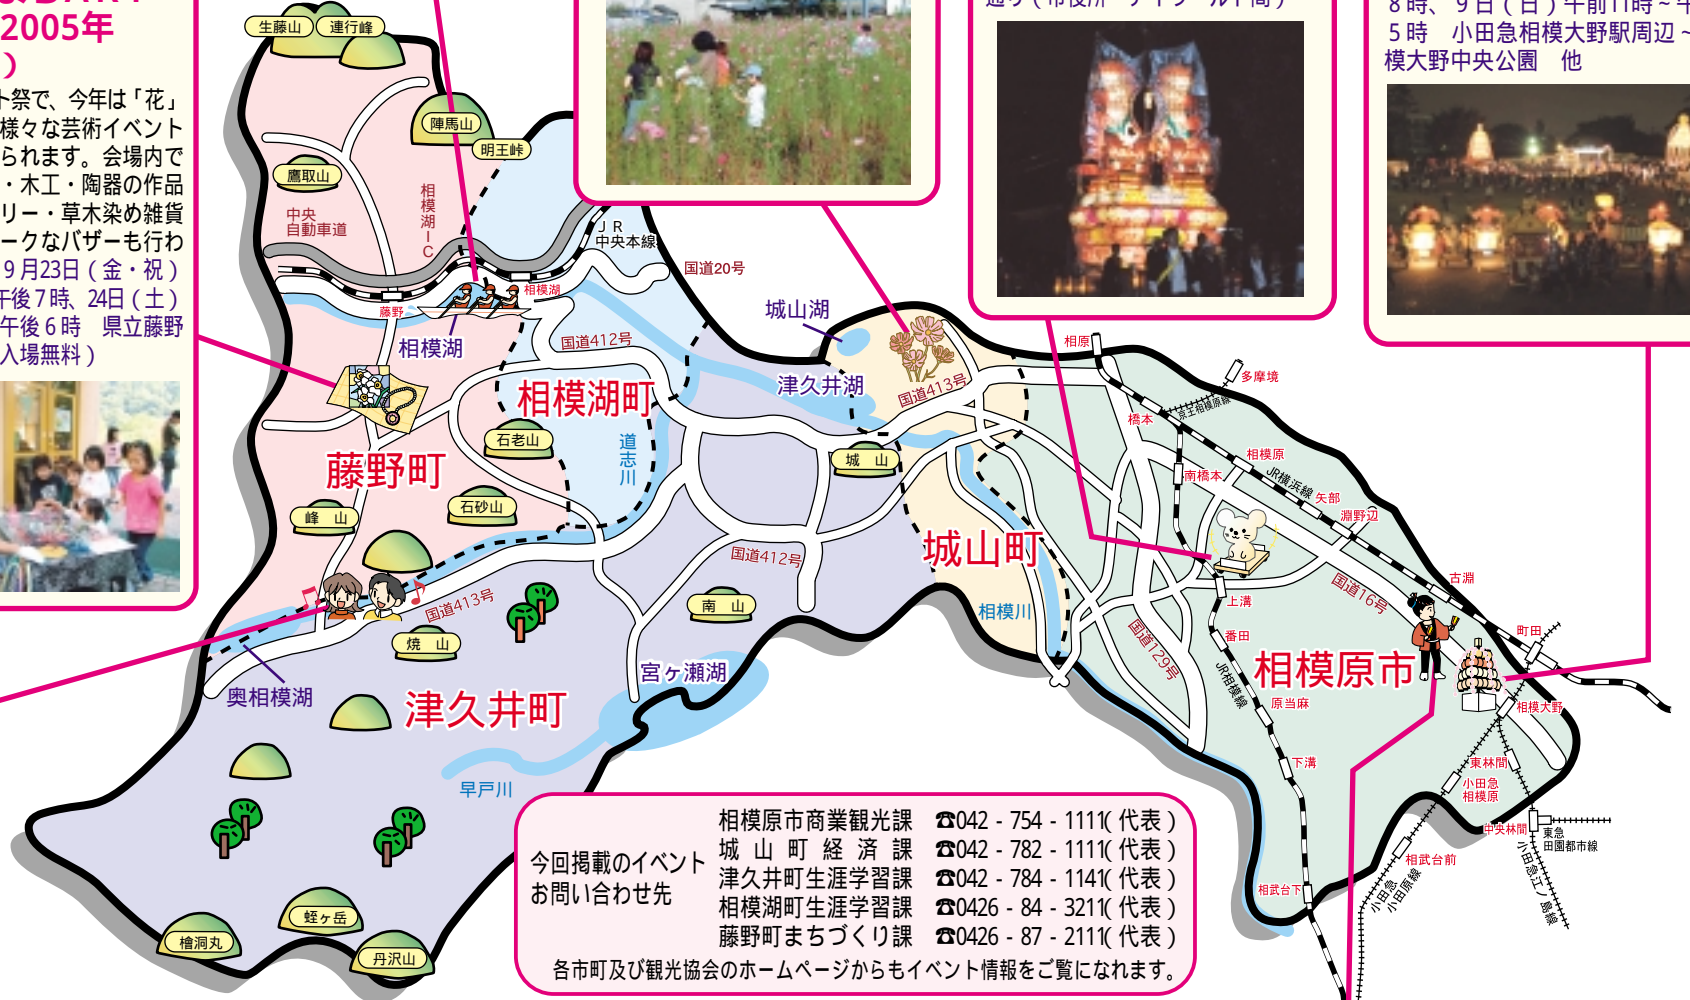 2005年
)
ト祭で、今年は「花」
様々な芸術イベント
られます。会場内で
・木工・陶器の作品
リー・草木染め雑貨
ークなバザーも行わ
9月23日(金・祝)
午後7時、24日(土)
午後6時 県立藤野
入場無料)
8時、9日(日)午前11時~午
5時 小田急相模大野駅周辺~
模大野中央公園 他
生藤山
連行峰
陣馬山
明王峠
鷹取山
中央
自動車道
相模湖IC
JR
中央本線
国道20号
相模湖
藤野
相模湖
国道412号
城山湖
津久井湖
国道413号
相模湖町
石老山
道志川
藤野町
峰 山
石砂山
城 山
城山町
国道412号
南 山
相模川
国道413号
焼 山
奥相模湖
津久井町
宮ヶ瀬湖
早戸川
檜洞丸
蛭ヶ岳
丹沢山
相原
多摩境
京王相模原線
橋本
相模原
南橋本
JR横浜線
矢部
淵野辺
古淵
国道16号
上溝
町田
番田
国道129号
JR相模線
相模原市
原当麻
相模大野
下溝
東林間
小田急
相模原
中央林間
東急
田園都市線
相武台前
小田急江ノ島線
小田急
小田原線
相武台下
今回掲載のイベント
お問い合わせ先
相模原市商業観光課 ☎042-754-1111(代表)
城山町経済課 ☎042-782-1111(代表)
津久井町生涯学習課 ☎042-784-1141(代表)
相模湖町生涯学習課 ☎0426-84-3211(代表)
藤野町まちづくり課 ☎0426-87-2111(代表)
各市町及び観光協会のホームページからもイベント情報をご覧になれます。